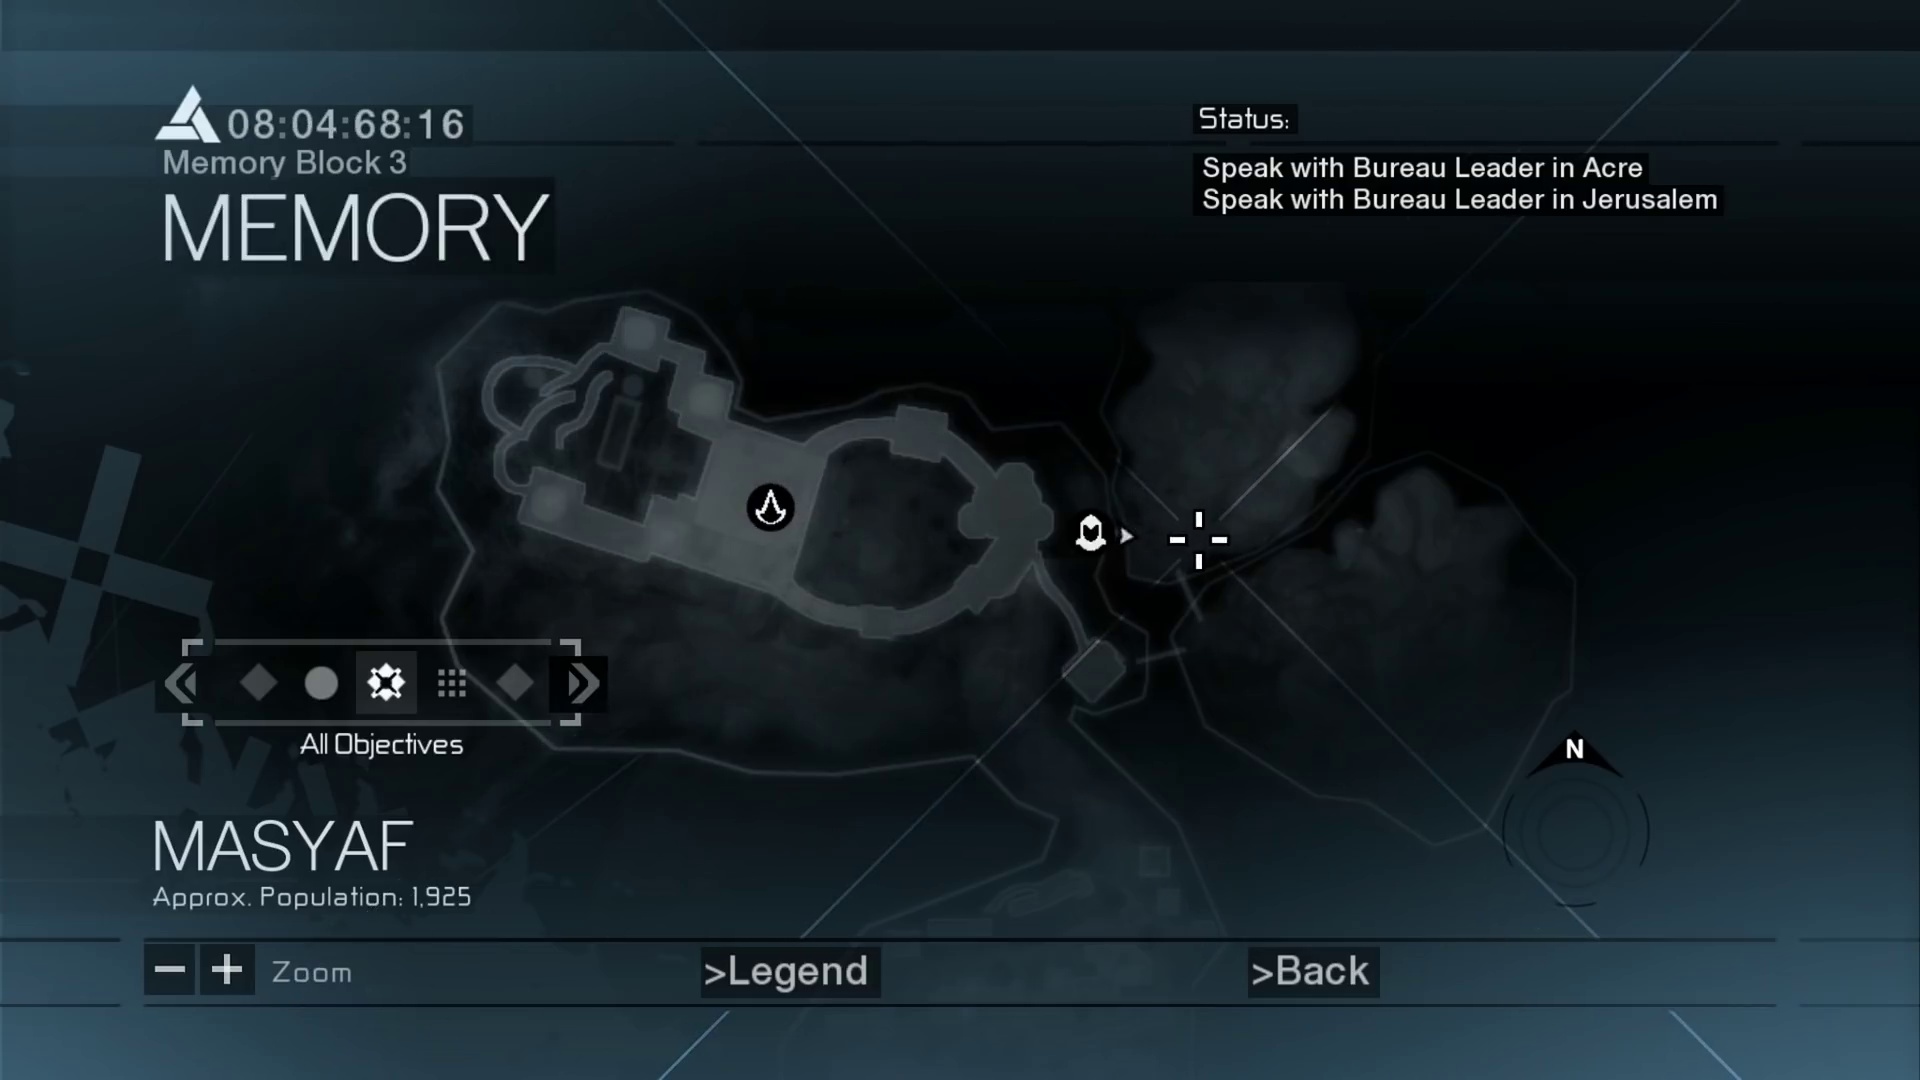 08:04:68:16
Memory Block 3
MEMORY
Status:
Speak with Bureau Leader in Acre
Speak with Bureau Leader in Jerusalem
All Objectives
N
MASYAF
Approx. Population: 1,925
- + Zoom
>Legend
>Back